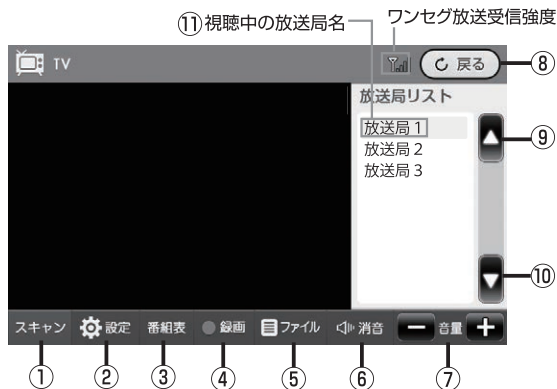 ⑪視聴中の放送局名
ワンセグ放送受信強度
TV
戻る
⑧
放送局リスト
放送局1
放送局2
放送局3
⑨
⑩
スキャン 設定 番組表 録画 ファイル 消音 − 音量 +
① ② ③ ④ ⑤ ⑥ ⑦